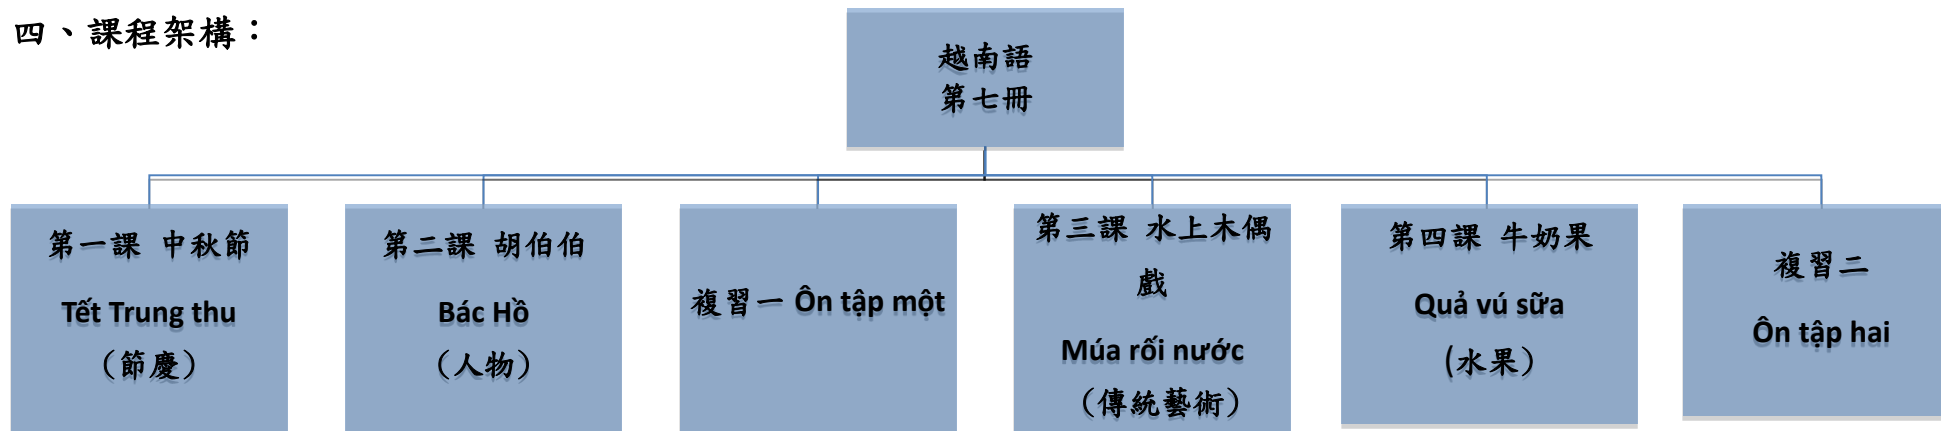 四、課程架構：
越南語
第七冊
第一課 中秋節
Tết Trung thu
（節慶）
第二課 胡伯伯
Bác Hồ
（人物）
複習一 Ôn tập một
第三課 水上木偶
戲
Múa rối nước
（傳統藝術）
第四課 牛奶果
Quả vú sữa
(水果）
複習二
Ôn tập hai